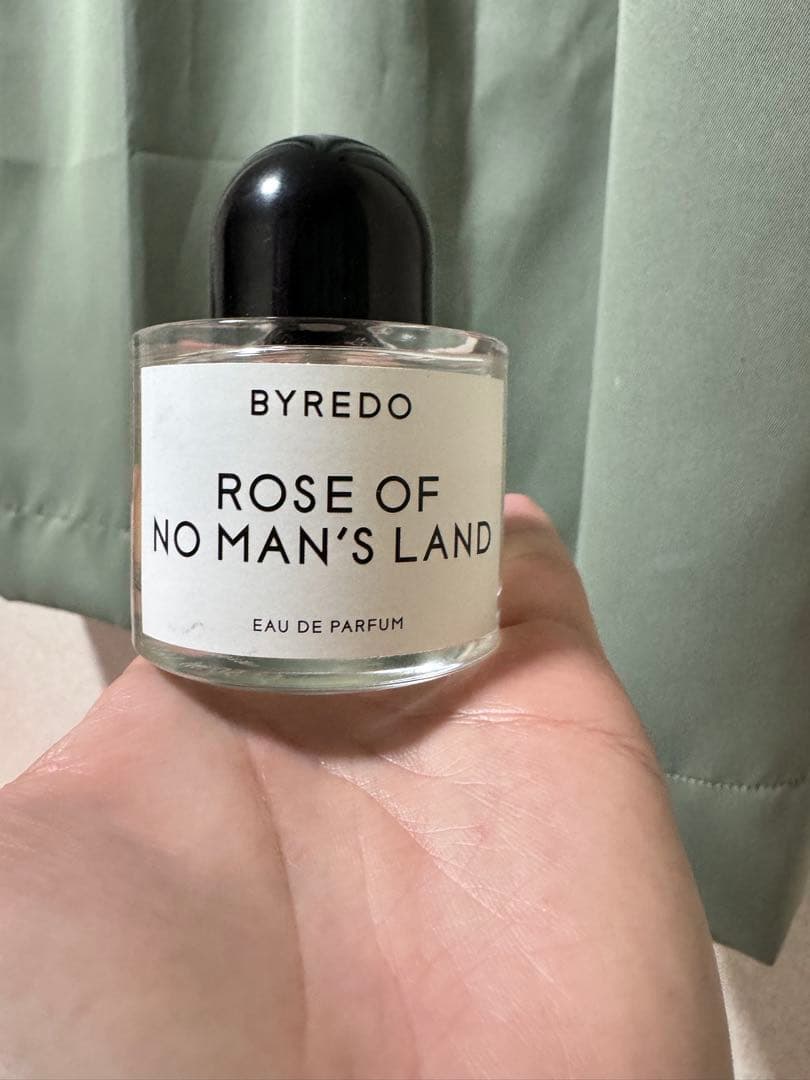 BYREDO
ROSE OF
NO MAN'S LAND
EAU DE PARFUM